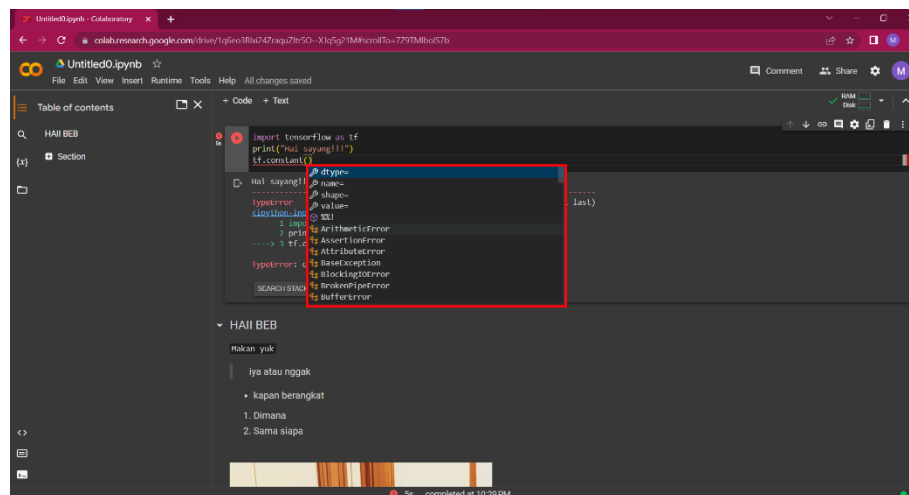 Untitled0.ipynb - Colaboratory
colab.research.google.com/drive/
Untitled0.ipynb
File Edit View Insert Runtime Tools Help All changes saved
Comment Share M
Table of contents
+ Code + Text
RAM
Disk
HAII BEB
Section
{x}
5s
import tensorflow as tf
print("Hai sayang!!!")
tf.constant()
dtype=
name=
shape=
value=
%%!
ArithmeticError
AssertionError
AttributeError
BaseException
BlockingIOError
BrokenPipeError
BufferError
Hai sayang!!
TypeError last)
<ipython-inp
1 impo
2 prin
----> 3 tf.c
TypeError: c
SEARCH STACK
HAII BEB
Makan yuk
iya atau nggak
• kapan berangkat
1. Dimana
2. Sama siapa
5s completed at 10:29 PM